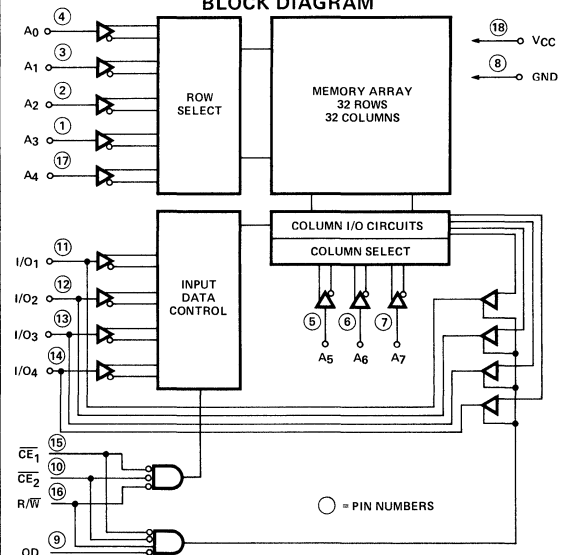 BLOCK DIAGRAM
④
A0
③
A1
②
A2
①
A3
⑰
A4
ROW
SELECT
MEMORY ARRAY
32 ROWS
32 COLUMNS
⑱
VCC
⑧
GND
COLUMN I/O CIRCUITS
COLUMN SELECT
⑪
I/O1
⑫
I/O2
⑬
I/O3
⑭
I/O4
INPUT
DATA
CONTROL
⑤ ⑥ ⑦
A5 A6 A7
⑮
C̅E̅1
⑩
C̅E̅2
⑯
R/W̅
⑨
OD
= PIN NUMBERS